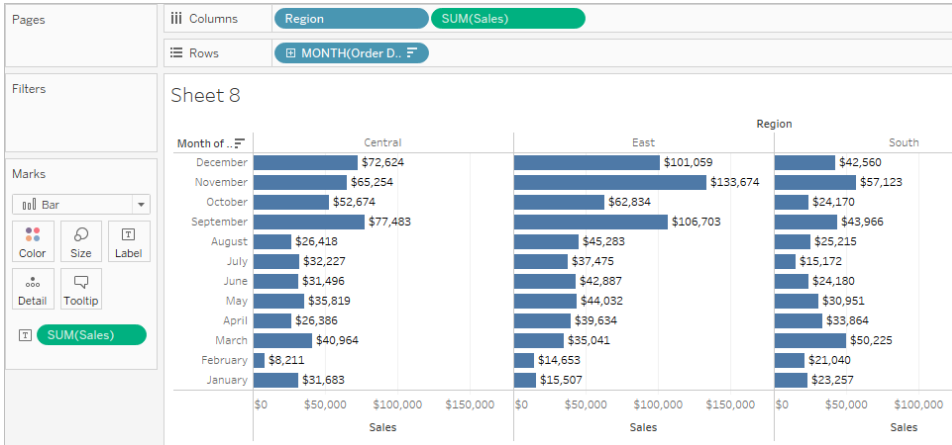 Pages
Columns Region SUM(Sales)
Rows MONTH(Order D..
Filters
Sheet 8
Region
Month of .. Central East South
December $72,624 $101,059 $42,560
November $65,254 $133,674 $57,123
October $52,674 $62,834 $24,170
September $77,483 $106,703 $43,966
August $26,418 $45,283 $25,215
July $32,227 $37,475 $15,172
June $31,496 $42,887 $24,180
May $35,819 $44,032 $30,951
April $26,386 $39,634 $33,864
March $40,964 $35,041 $50,225
February $8,211 $14,653 $21,040
January $31,683 $15,507 $23,257
$0 $50,000 $100,000 $150,000 $0 $50,000 $100,000 $150,000 $0 $50,000 $100,000
Sales Sales Sales
Marks
Bar
Color Size T Label
Detail Tooltip
T SUM(Sales)